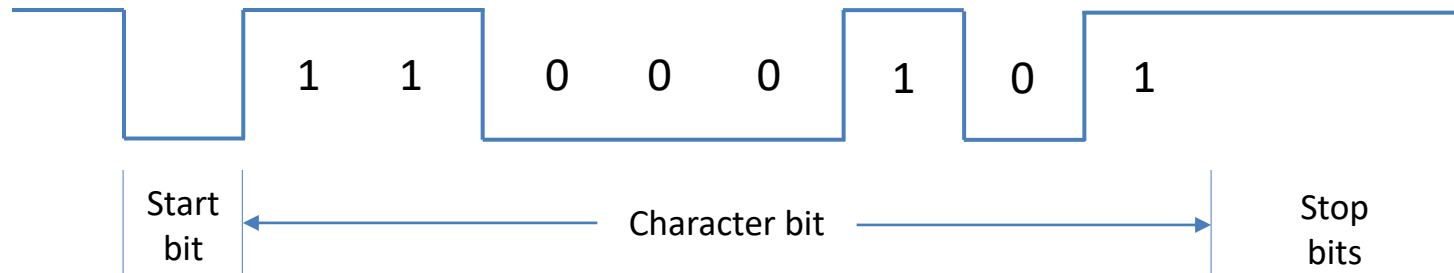 1 1 0 0 0 1 0 1
Start
bit
Character bit
Stop
bits